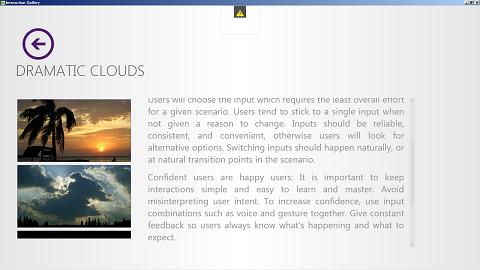 Interaction Gallery
DRAMATIC CLOUDS
Users will choose the input which requires the least overall effort
for a given scenario. Users tend to stick to a single input when
not given a reason to change. Inputs should be reliable,
consistent, and convenient, otherwise users will look for
alternative options. Switching inputs should happen naturally, or
at natural transition points in the scenario.
Confident users are happy users: It is important to keep
interactions simple and easy to learn and master. Avoid
misinterpreting user intent. To increase confidence, use input
combinations such as voice and gesture together. Give constant
feedback so users always know what's happening and what to
expect.